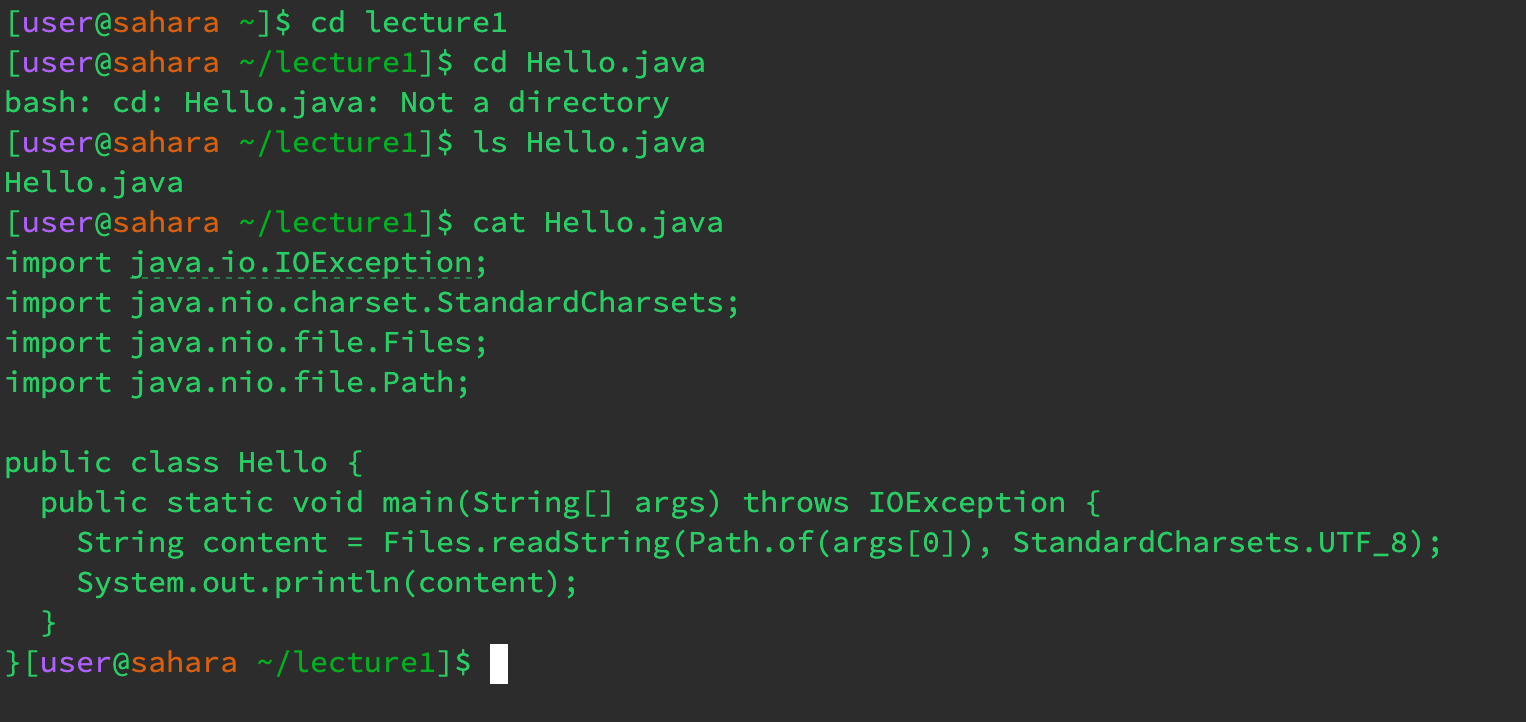 [user@sahara ~]$ cd lecture1
[user@sahara ~/lecture1]$ cd Hello.java
bash: cd: Hello.java: Not a directory
[user@sahara ~/lecture1]$ ls Hello.java
Hello.java
[user@sahara ~/lecture1]$ cat Hello.java
import java.io.IOException;
import java.nio.charset.StandardCharsets;
import java.nio.file.Files;
import java.nio.file.Path;

public class Hello {
  public static void main(String[] args) throws IOException {
    String content = Files.readString(Path.of(args[0]), StandardCharsets.UTF_8);
    System.out.println(content);
  }
}[user@sahara ~/lecture1]$